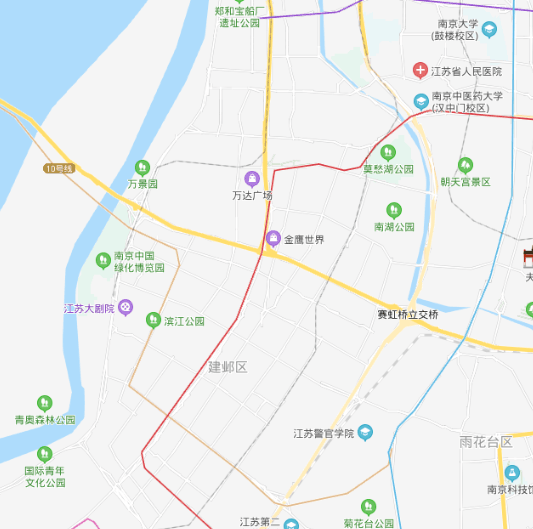 郑和宝船厂
遗址公园
南京大学
(鼓楼校区)
江苏省人民医院
南京中医药大学
(汉中门校区)
10号线
万景园
莫愁湖公园
朝天宫景区
万达广场
南湖公园
金鹰世界
南京中国
绿化博览园
夫
江苏大剧院
滨江公园
赛虹桥立交桥
建邺区
青奥森林公园
江苏警官学院
雨花台区
国际青年
文化公园
南京科技馆
江苏第二
菊花台公园